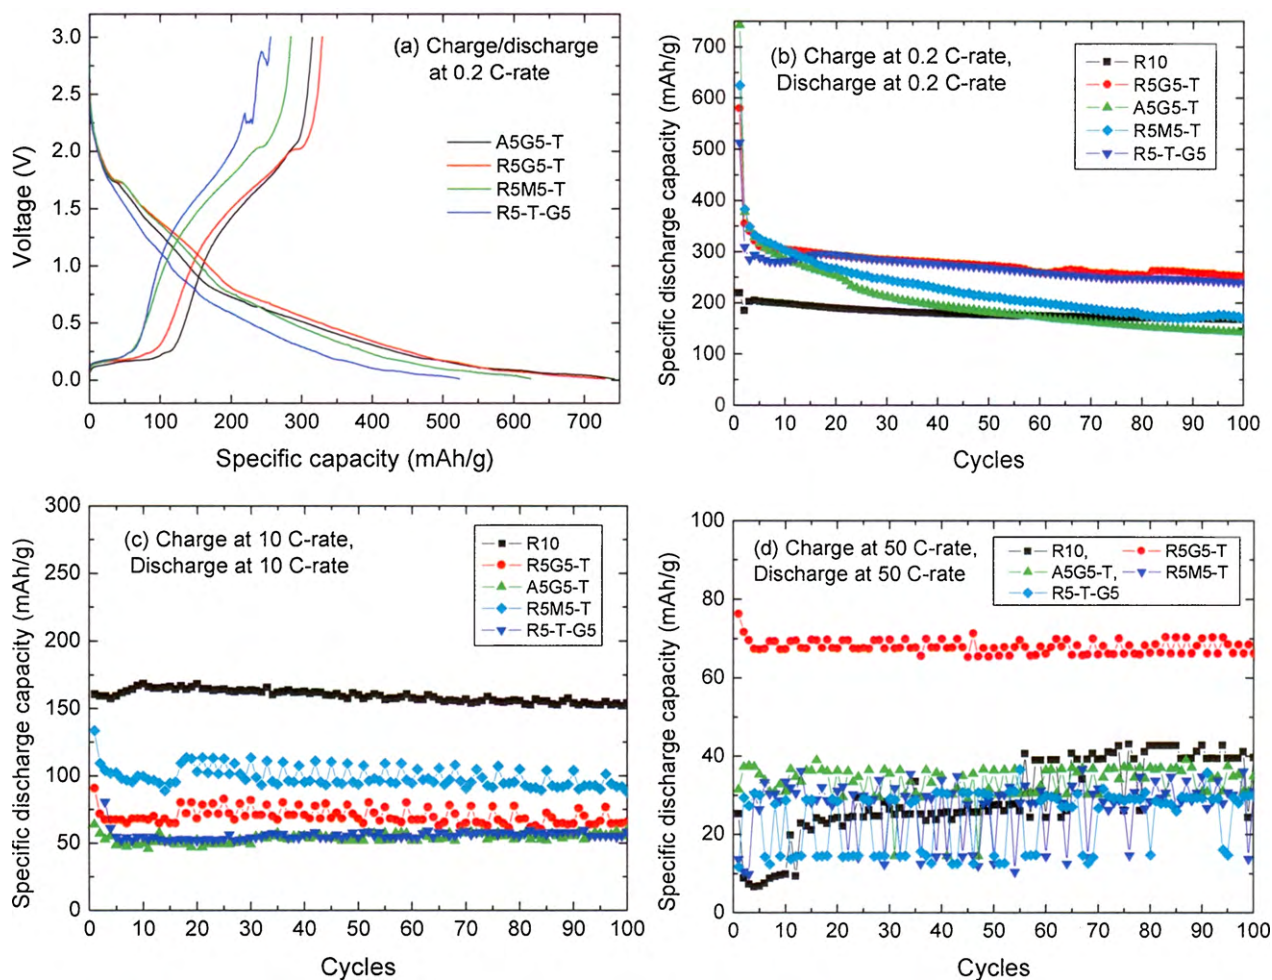 3.0
2.5
2.0
1.5
1.0
0.5
0.0
Voltage (V)
(a) Charge/discharge
at 0.2 C-rate
A5G5-T
R5G5-T
R5M5-T
R5-T-G5
0 100 200 300 400 500 600 700
Specific capacity (mAh/g)
700
600
500
400
300
200
100
0
Specific discharge capacity (mAh/g)
(b) Charge at 0.2 C-rate,
Discharge at 0.2 C-rate
R10
R5G5-T
A5G5-T
R5M5-T
R5-T-G5
0 10 20 30 40 50 60 70 80 90 100
Cycles
300
250
200
150
100
50
0
Specific discharge capacity (mAh/g)
(c) Charge at 10 C-rate,
Discharge at 10 C-rate
R10
R5G5-T
A5G5-T
R5M5-T
R5-T-G5
0 10 20 30 40 50 60 70 80 90 100
Cycles
100
80
60
40
20
0
Specific discharge capacity (mAh/g)
(d) Charge at 50 C-rate,
Discharge at 50 C-rate
R10, R5G5-T
A5G5-T, R5M5-T
R5-T-G5
0 10 20 30 40 50 60 70 80 90 100
Cycles